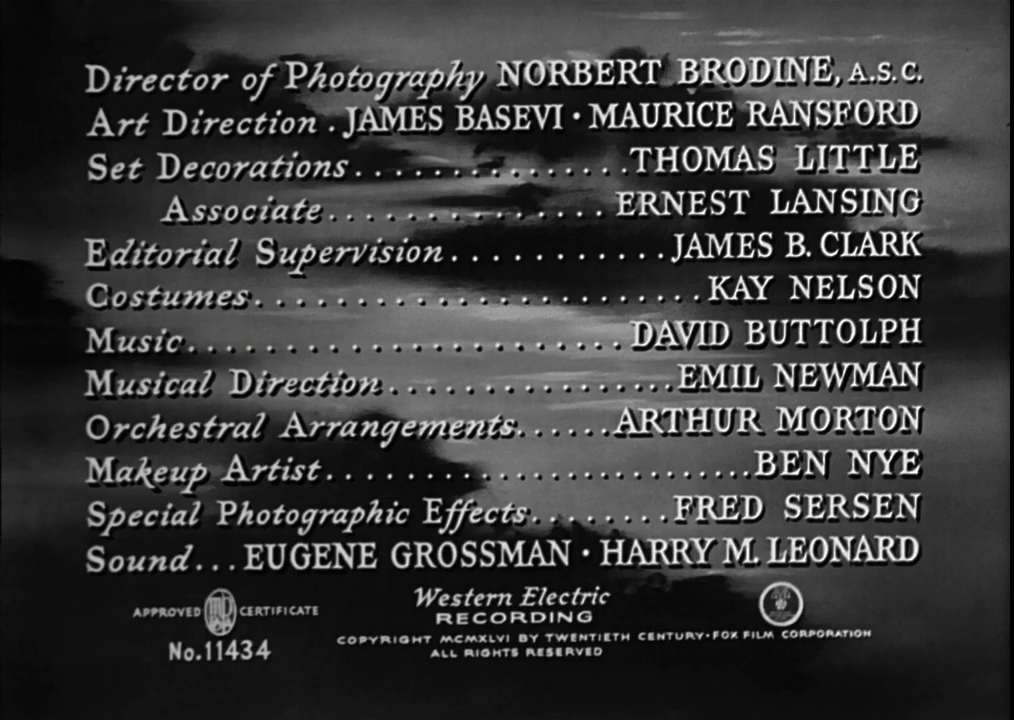 Director of Photography NORBERT BRODINE, A.S.C.
Art Direction . JAMES BASEVI · MAURICE RANSFORD
Set Decorations...............THOMAS LITTLE
Associate..............ERNEST LANSING
Editorial Supervision...........JAMES B. CLARK
Costumes.......................KAY NELSON
Music.......................DAVID BUTTOLPH
Musical Direction................EMIL NEWMAN
Orchestral Arrangements......ARTHUR MORTON
Makeup Artist.......................BEN NYE
Special Photographic Effects........FRED SERSEN
Sound...EUGENE GROSSMAN · HARRY M. LEONARD
APPROVED CERTIFICATE
No.11434
Western Electric
RECORDING
COPYRIGHT MCMXLVI BY TWENTIETH CENTURY-FOX FILM CORPORATION
ALL RIGHTS RESERVED